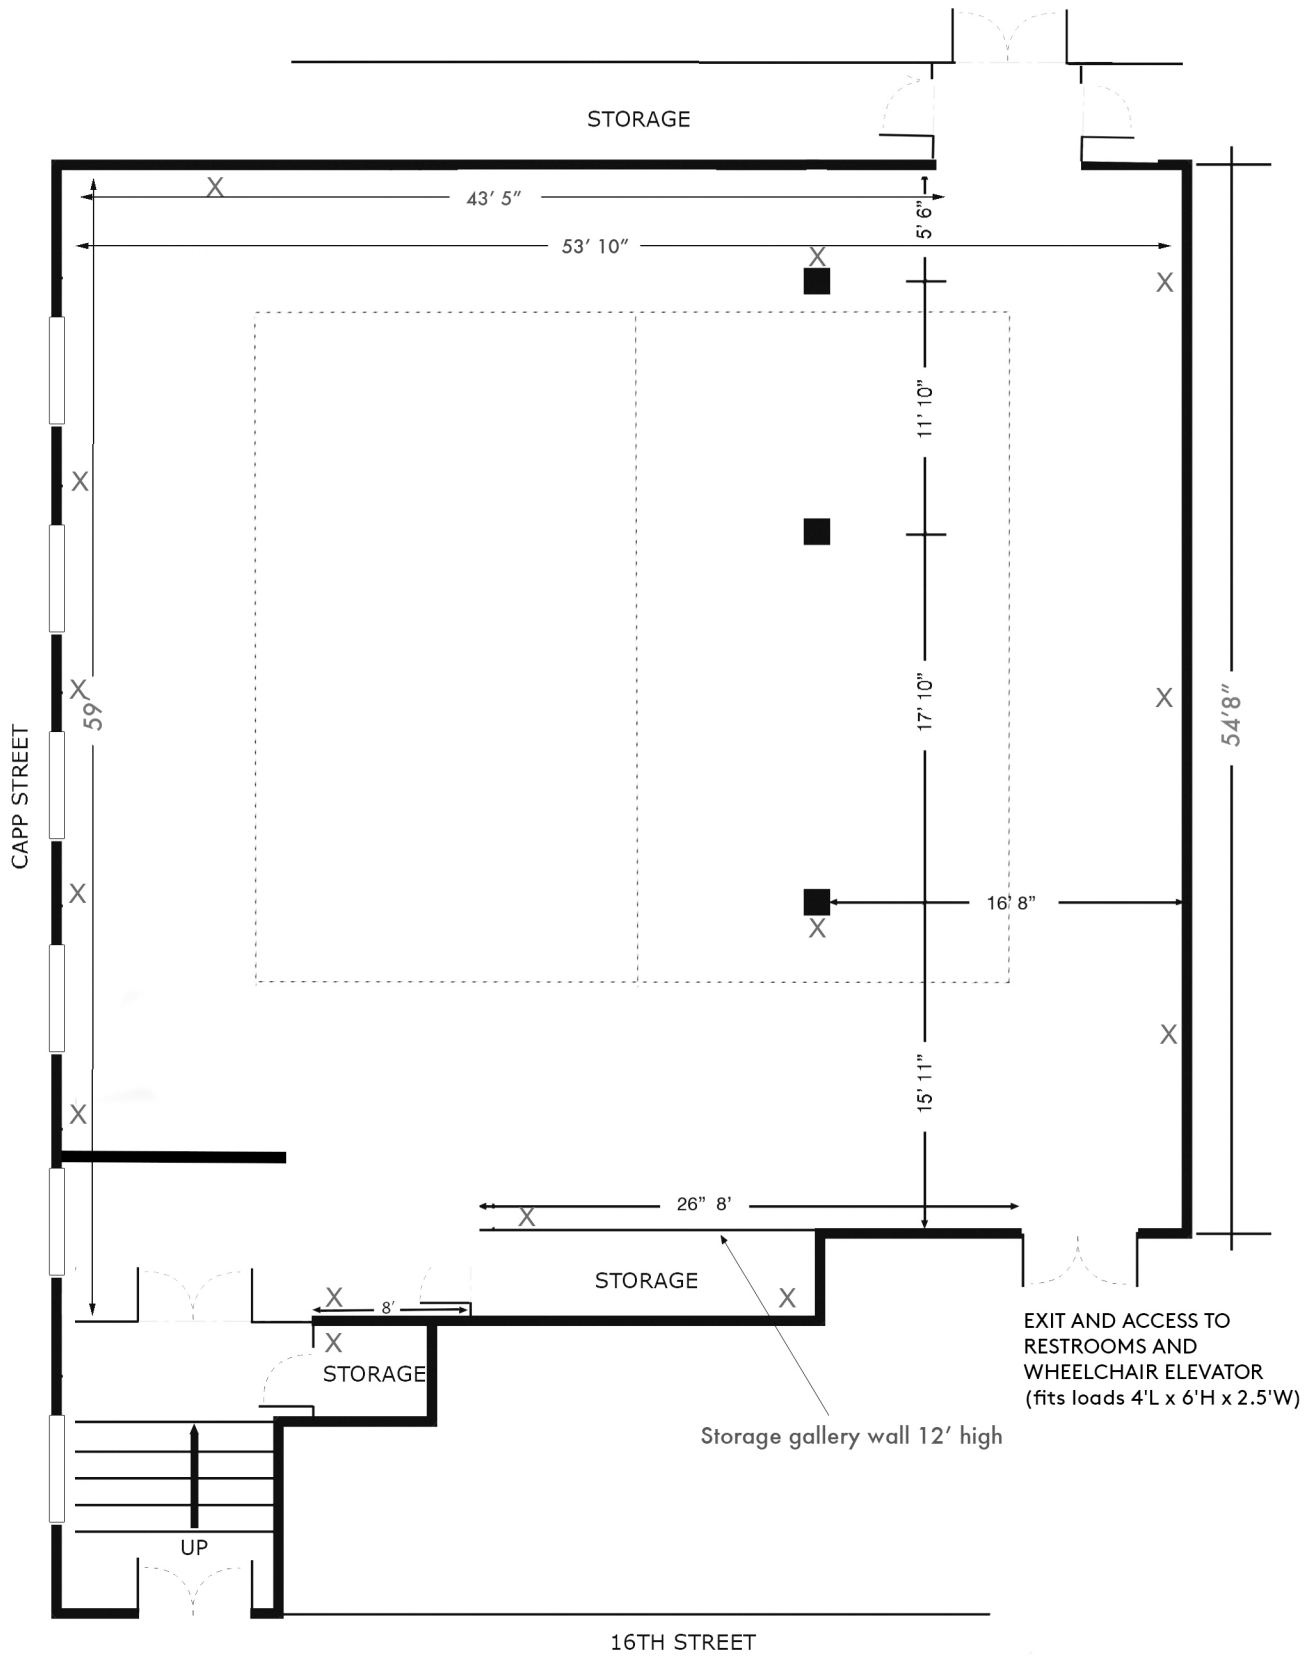 STORAGE
X
43' 5"
5' 6"
53' 10"
X
X
11' 10"
X
X
59'
17' 10"
X
54'8"
CAPP STREET
X
16' 8"
X
X
15' 11"
X
26" 8'
X
STORAGE
X
X
8'
X
STORAGE
EXIT AND ACCESS TO
RESTROOMS AND
WHEELCHAIR ELEVATOR
(fits loads 4'L x 6'H x 2.5'W)
Storage gallery wall 12' high
UP
16TH STREET